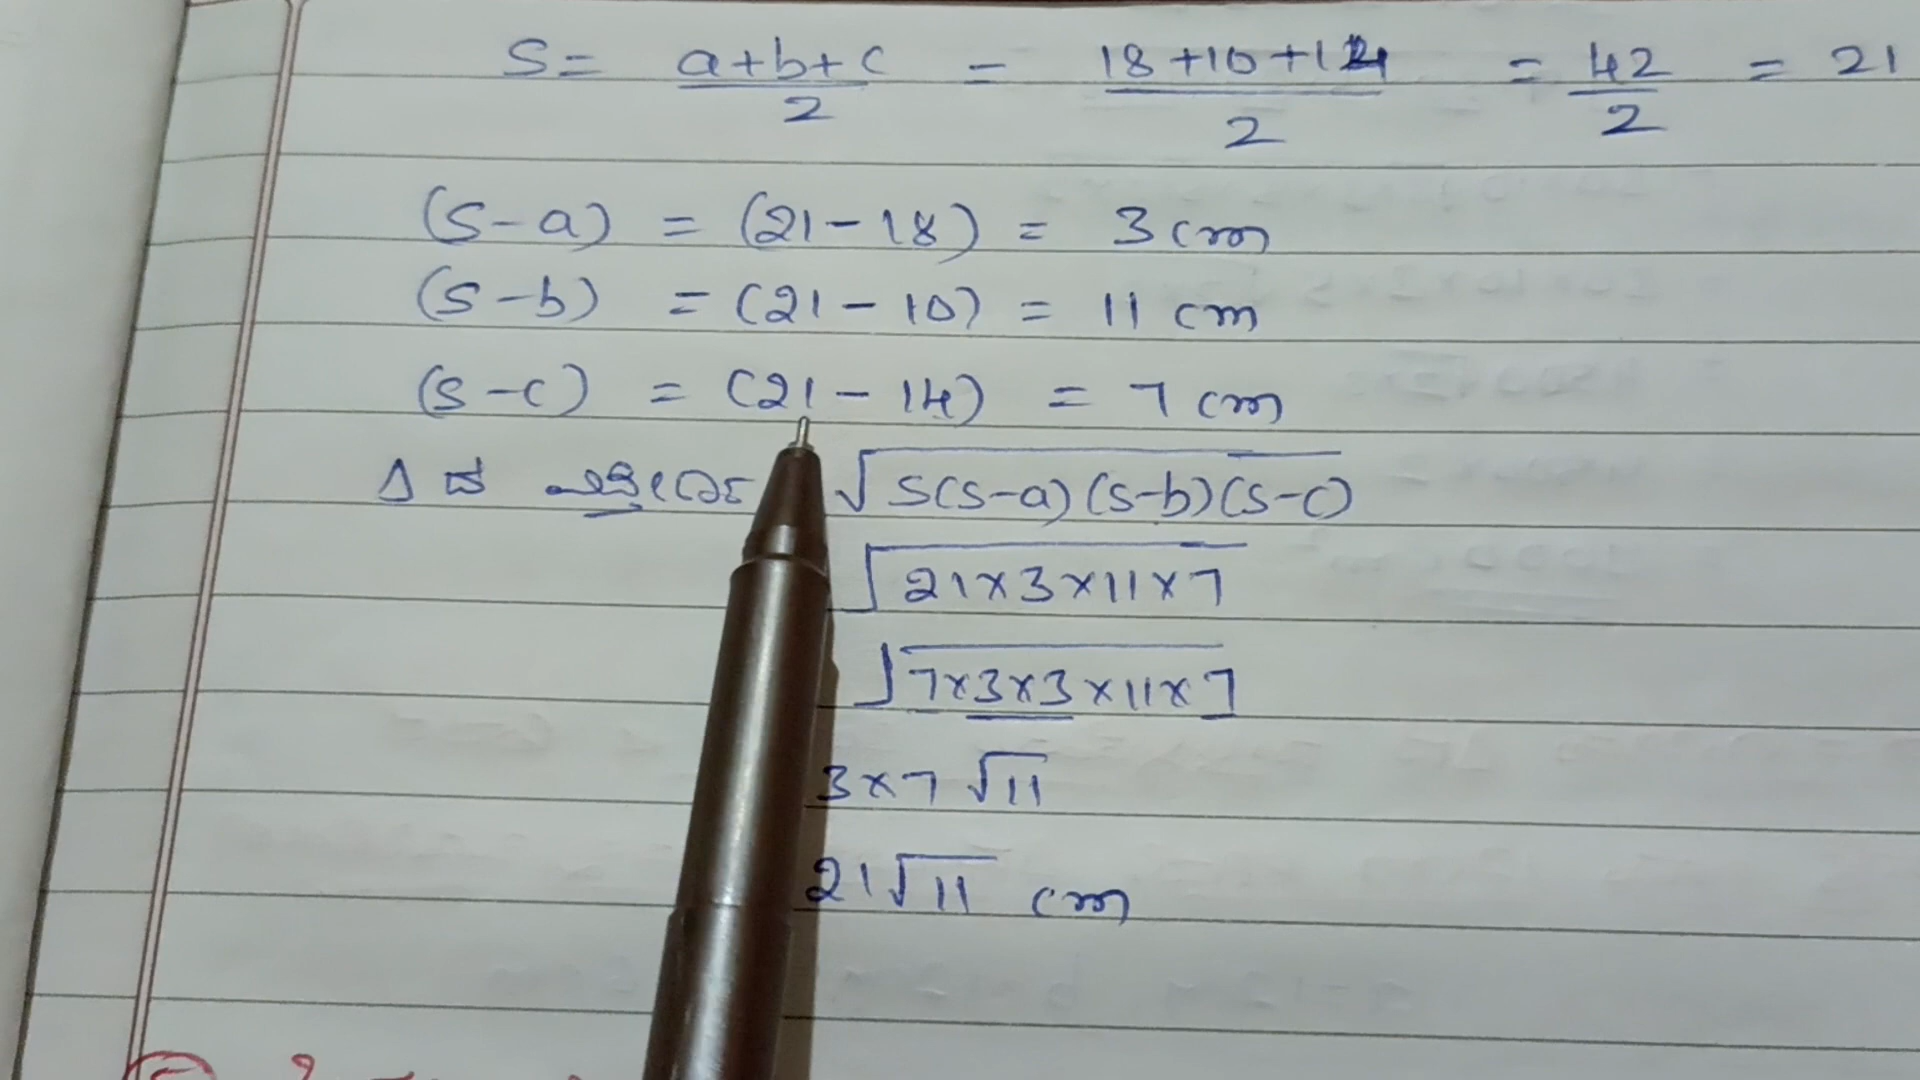 S = a+b+c/2 = 18+10+14/2 = 42/2 = 21
(S-a) = (21-18) = 3 cm
(S-b) = (21-10) = 11 cm
(S-c) = (21-14) = 7 cm
Δ ದ √S(S-a)(S-b)(S-c)
√21×3×11×7
√7×3×3×11×7
3×7 √11
21√11 cm